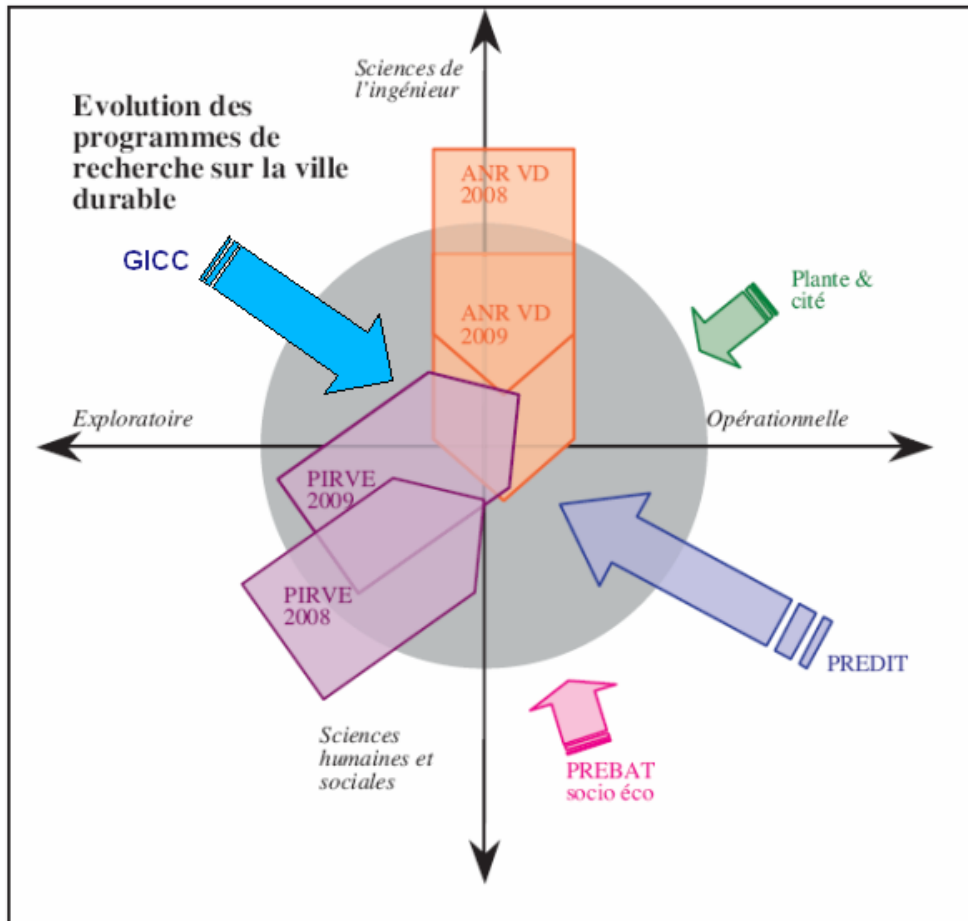 Sciences de
l'ingénieur
Evolution des
programmes de
recherche sur la ville
durable
ANR VD
2008
GICC
Plante &
cité
ANR VD
2009
Exploratoire
Opérationnelle
PIRVE
2009
PIRVE
2008
PREDIT
Sciences
humaines et
sociales
PREBAT
socio éco